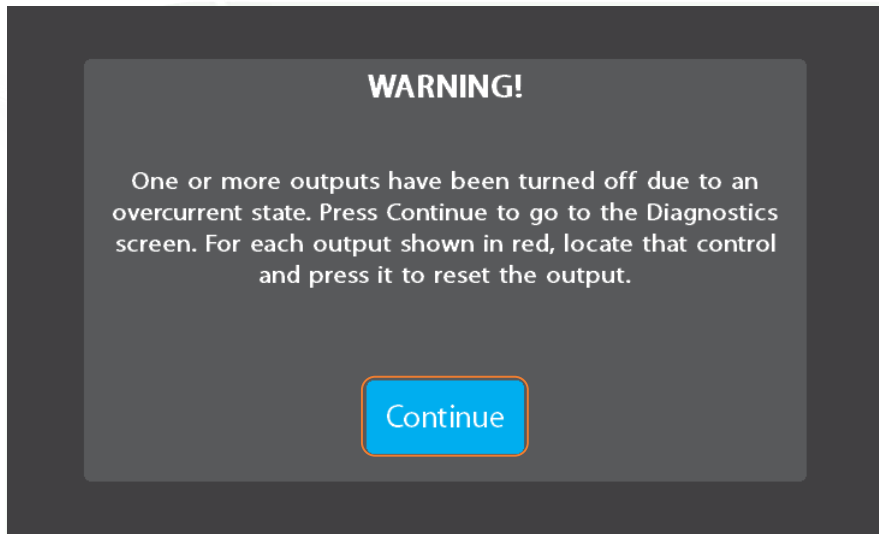 WARNING!
One or more outputs have been turned off due to an
overcurrent state. Press Continue to go to the Diagnostics
screen. For each output shown in red, locate that control
and press it to reset the output.
Continue